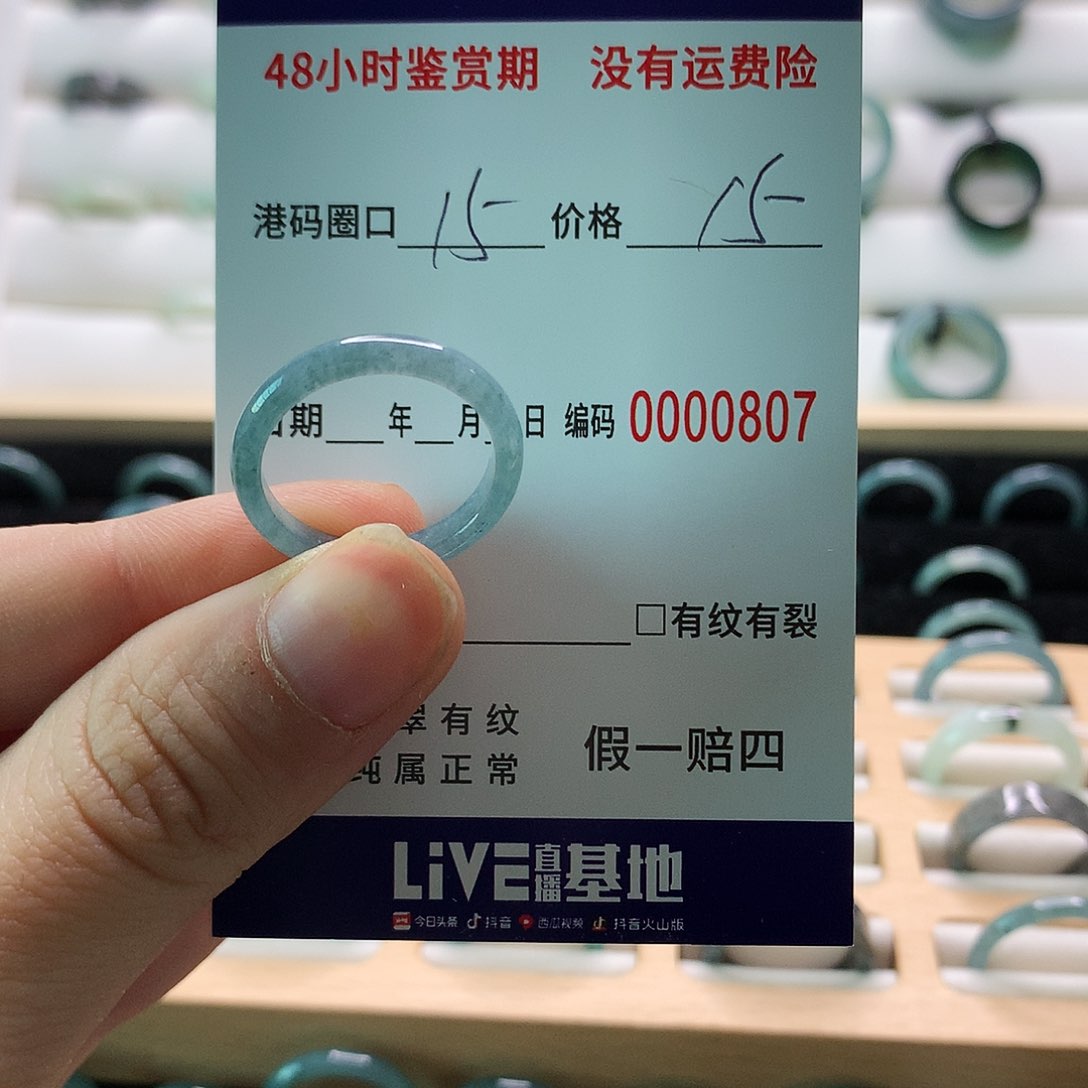 48小时鉴赏期 没有运费险
港码圈口 15 价格 15
期 年 月 日 编码 0000807
□有纹有裂
翠有纹
纯属正常
假一赔四
LiVE直播基地
今日头条 抖音 西瓜视频 抖音火山版